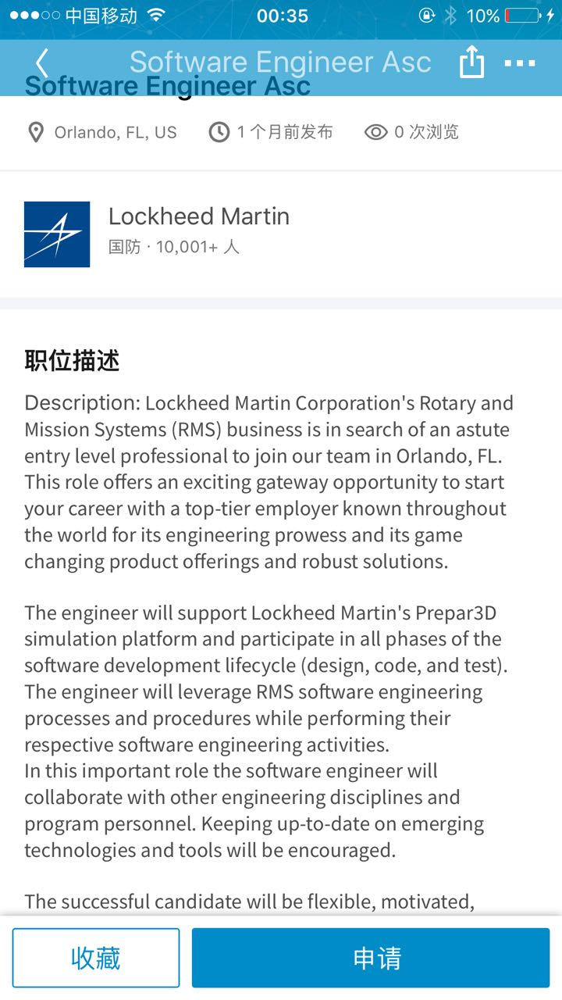 中国移动 00:35 10%
Software Engineer Asc
Software Engineer Asc
Orlando, FL, US 1 个月前发布 0 次浏览
Lockheed Martin
国防 · 10,001+ 人
职位描述
Description: Lockheed Martin Corporation's Rotary and
Mission Systems (RMS) business is in search of an astute
entry level professional to join our team in Orlando, FL.
This role offers an exciting gateway opportunity to start
your career with a top-tier employer known throughout
the world for its engineering prowess and its game
changing product offerings and robust solutions.
The engineer will support Lockheed Martin's Prepar3D
simulation platform and participate in all phases of the
software development lifecycle (design, code, and test).
The engineer will leverage RMS software engineering
processes and procedures while performing their
respective software engineering activities.
In this important role the software engineer will
collaborate with other engineering disciplines and
program personnel. Keeping up-to-date on emerging
technologies and tools will be encouraged.
The successful candidate will be flexible, motivated,
收藏 申请